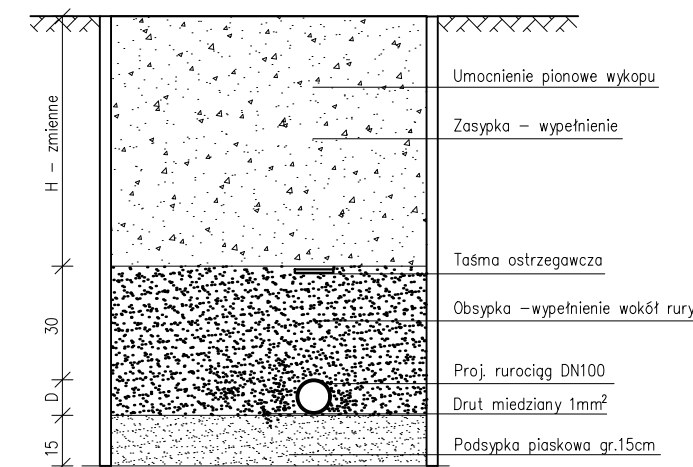 Umocnienie pionowe wykopu
Zasypka – wypełnienie
H – zmienne
Taśma ostrzegawcza
Obsypka –wypełnienie wokół rury
30
Proj. rurociąg DN100
D
Drut miedziany 1mm²
Podsypka piaskowa gr.15cm
15